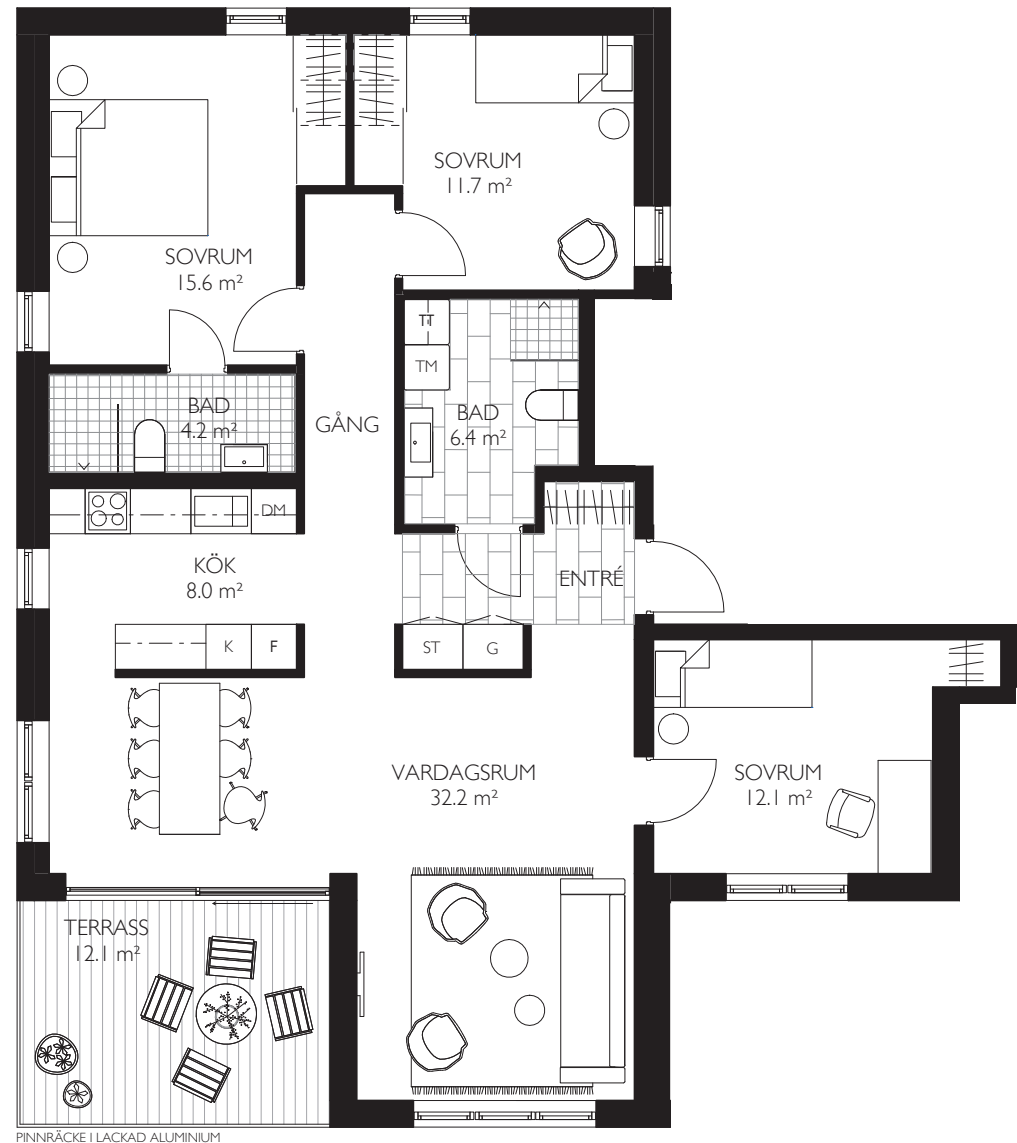 SOVRUM
11.7 m²
SOVRUM
15.6 m²
TT
TM
BAD
4.2 m²
GÅNG
BAD
6.4 m²
DM
KÖK
8.0 m²
ENTRÉ
K
F
ST
G
VARDAGSRUM
32.2 m²
SOVRUM
12.1 m²
TERRASS
12.1 m²
PINNRÄCKE I LACKAD ALUMINIUM